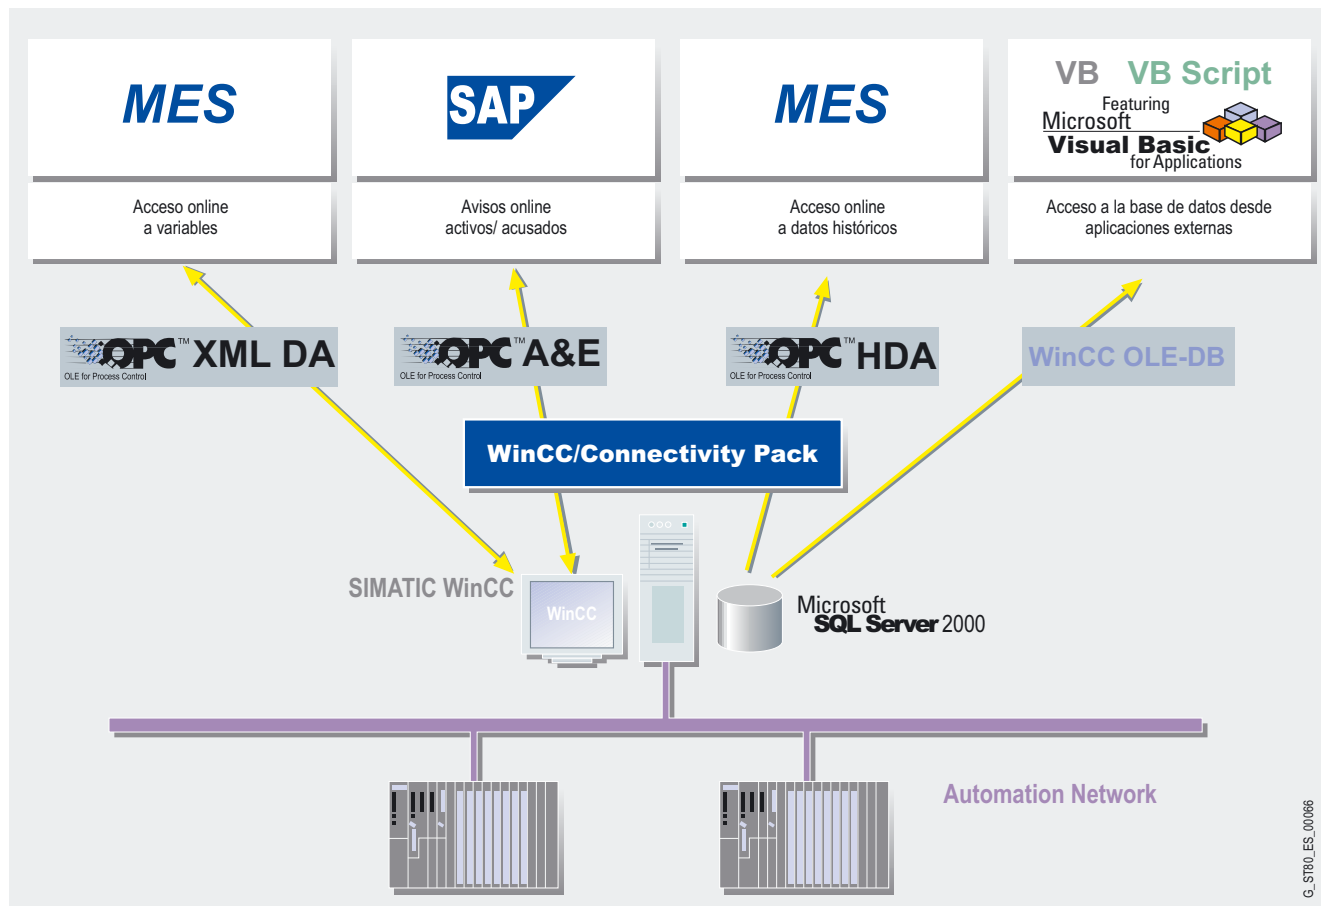 MES
SAP
MES
VB VB Script
Featuring
Microsoft
Visual Basic
for Applications
Acceso online
a variables
Avisos online
activos/ acusados
Acceso online
a datos históricos
Acceso a la base de datos desde
aplicaciones externas
OPC™ XML DA
OLE for Process Control
OPC™ A&E
OLE for Process Control
OPC™ HDA
OLE for Process Control
WinCC OLE-DB
WinCC/Connectivity Pack
SIMATIC WinCC
WinCC
Microsoft
SQL Server 2000
Automation Network
G_ST80_ES_00066